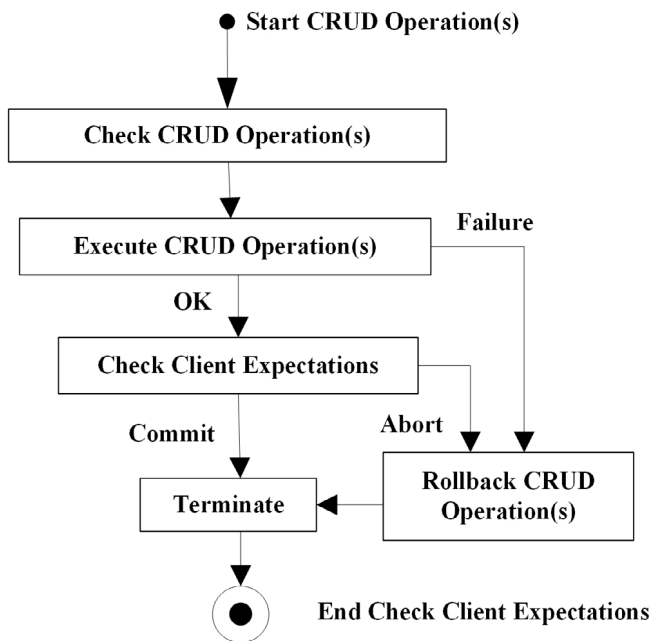 Start CRUD Operation(s)
Check CRUD Operation(s)
Failure
Execute CRUD Operation(s)
OK
Check Client Expectations
Commit
Abort
Rollback CRUD
Operation(s)
Terminate
End Check Client Expectations